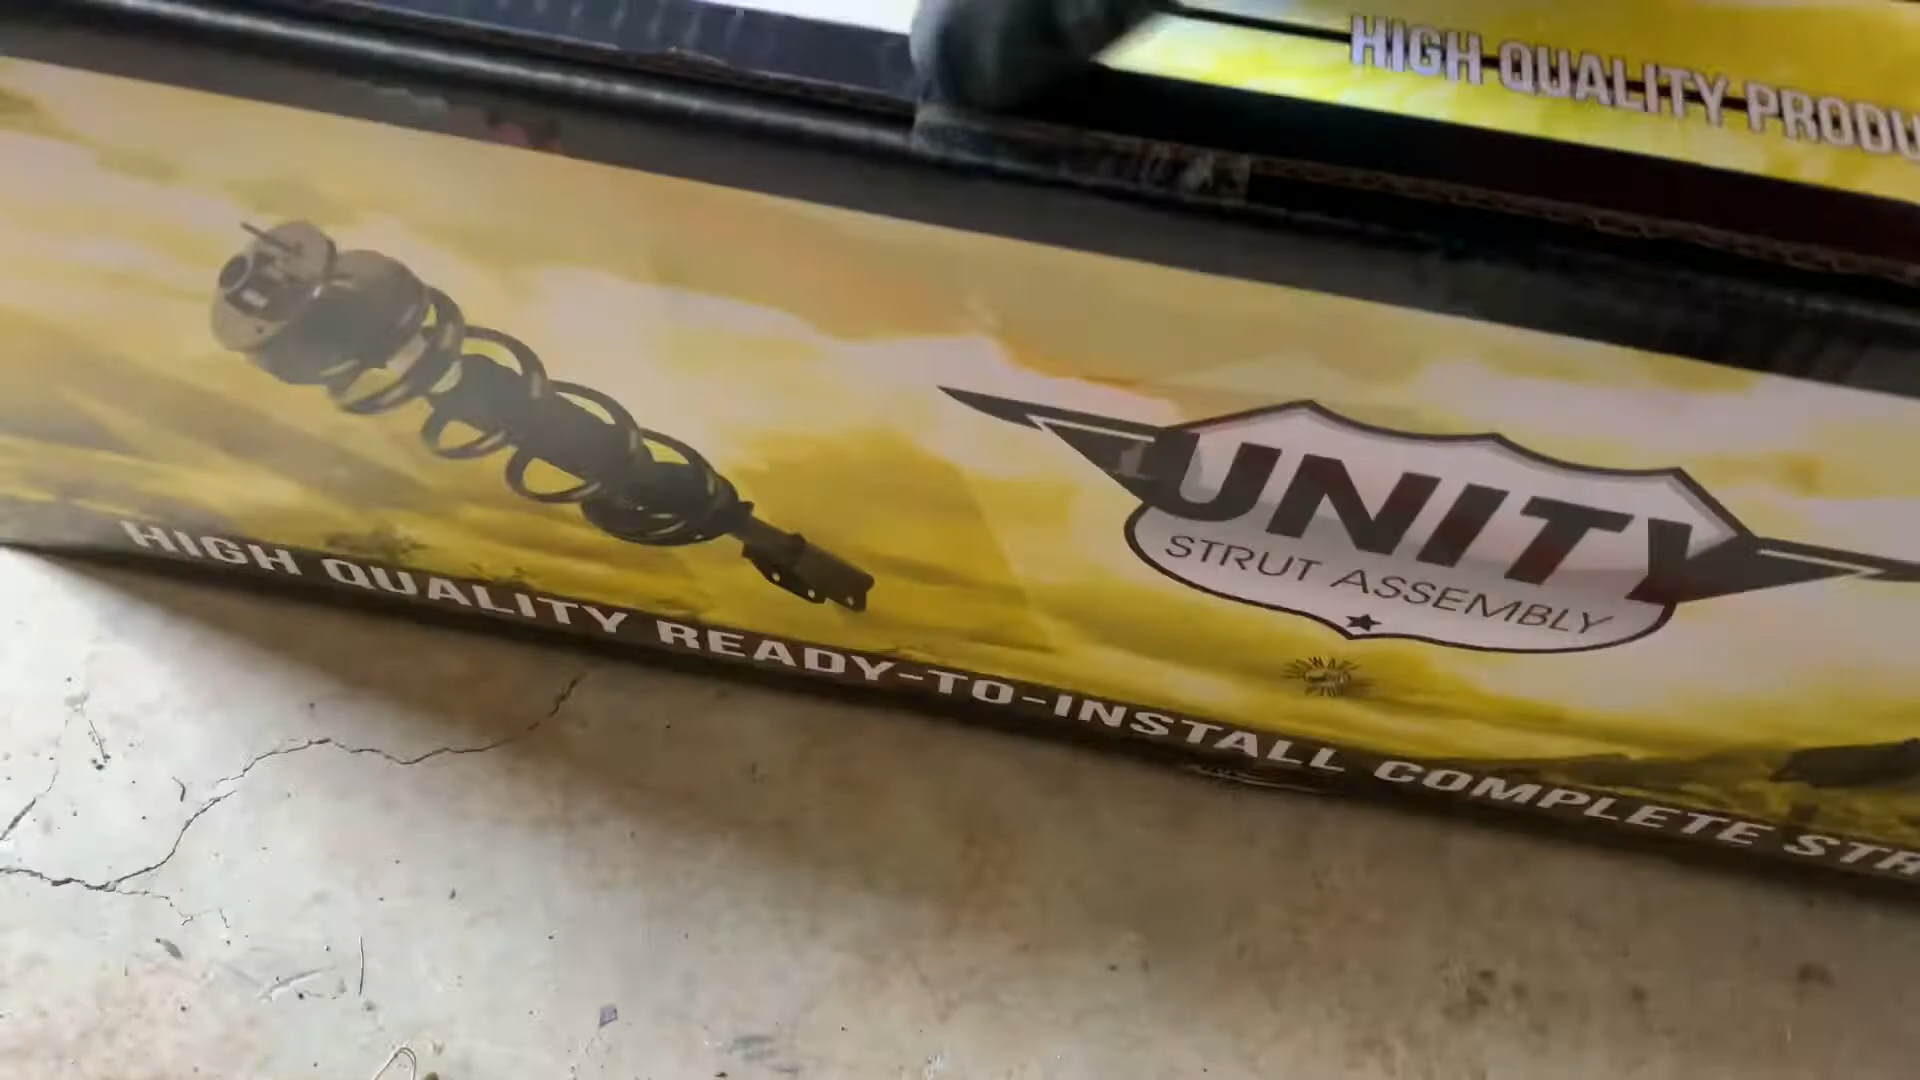 HIGH QUALITY PRODU
UNITY
STRUT ASSEMBLY
HIGH QUALITY READY-TO-INSTALL COMPLETE STR